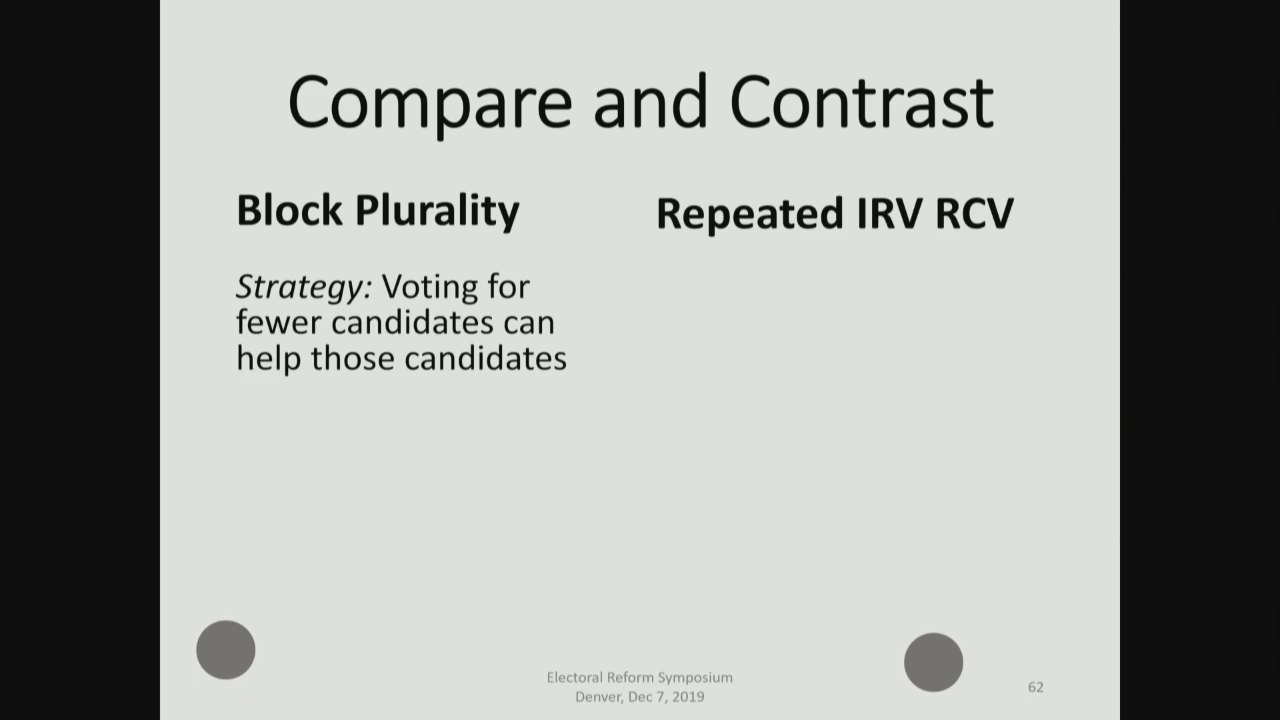 Compare and Contrast
Block Plurality
Strategy: Voting for
fewer candidates can
help those candidates
Repeated IRV RCV
Electoral Reform Symposium
Denver, Dec 7, 2019
62